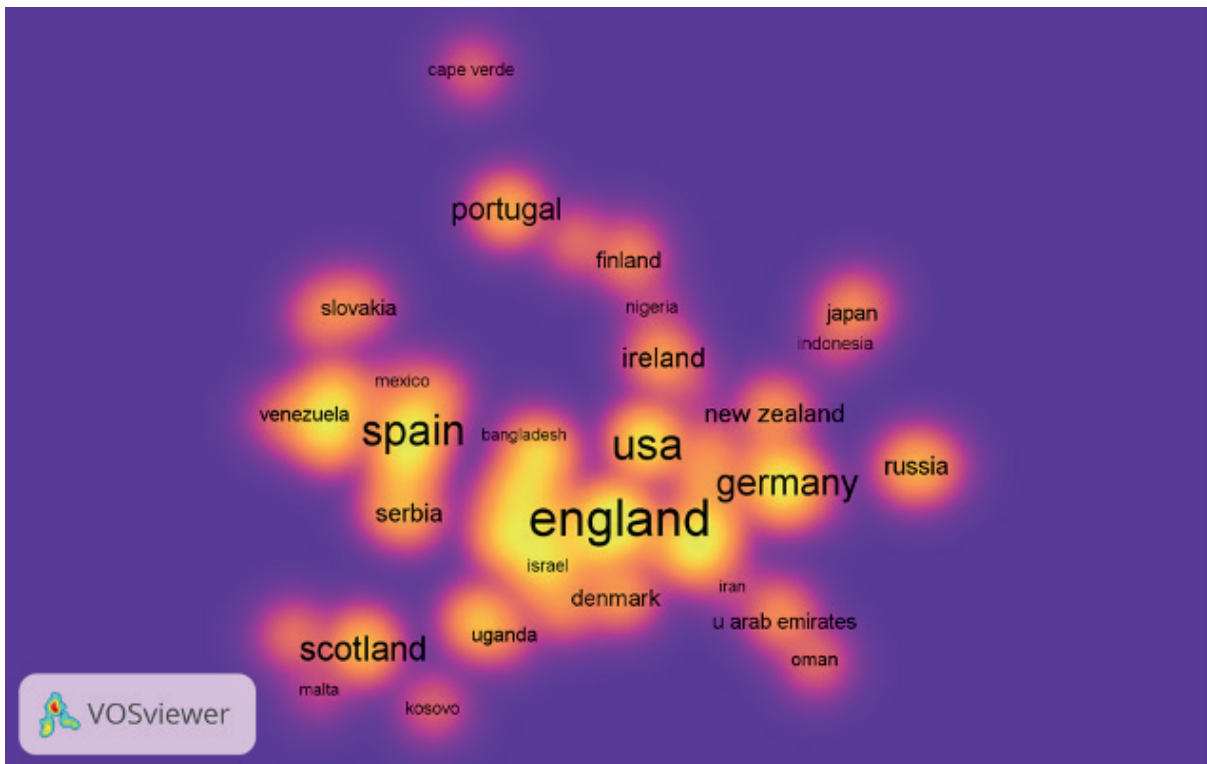 cape verde
portugal
finland
nigeria
slovakia
japan
indonesia
ireland
mexico
venezuela
new zealand
spain
bangladesh
usa
russia
germany
serbia
england
israel
iran
denmark
u arab emirates
uganda
scotland
oman
malta
kosovo
VOSviewer